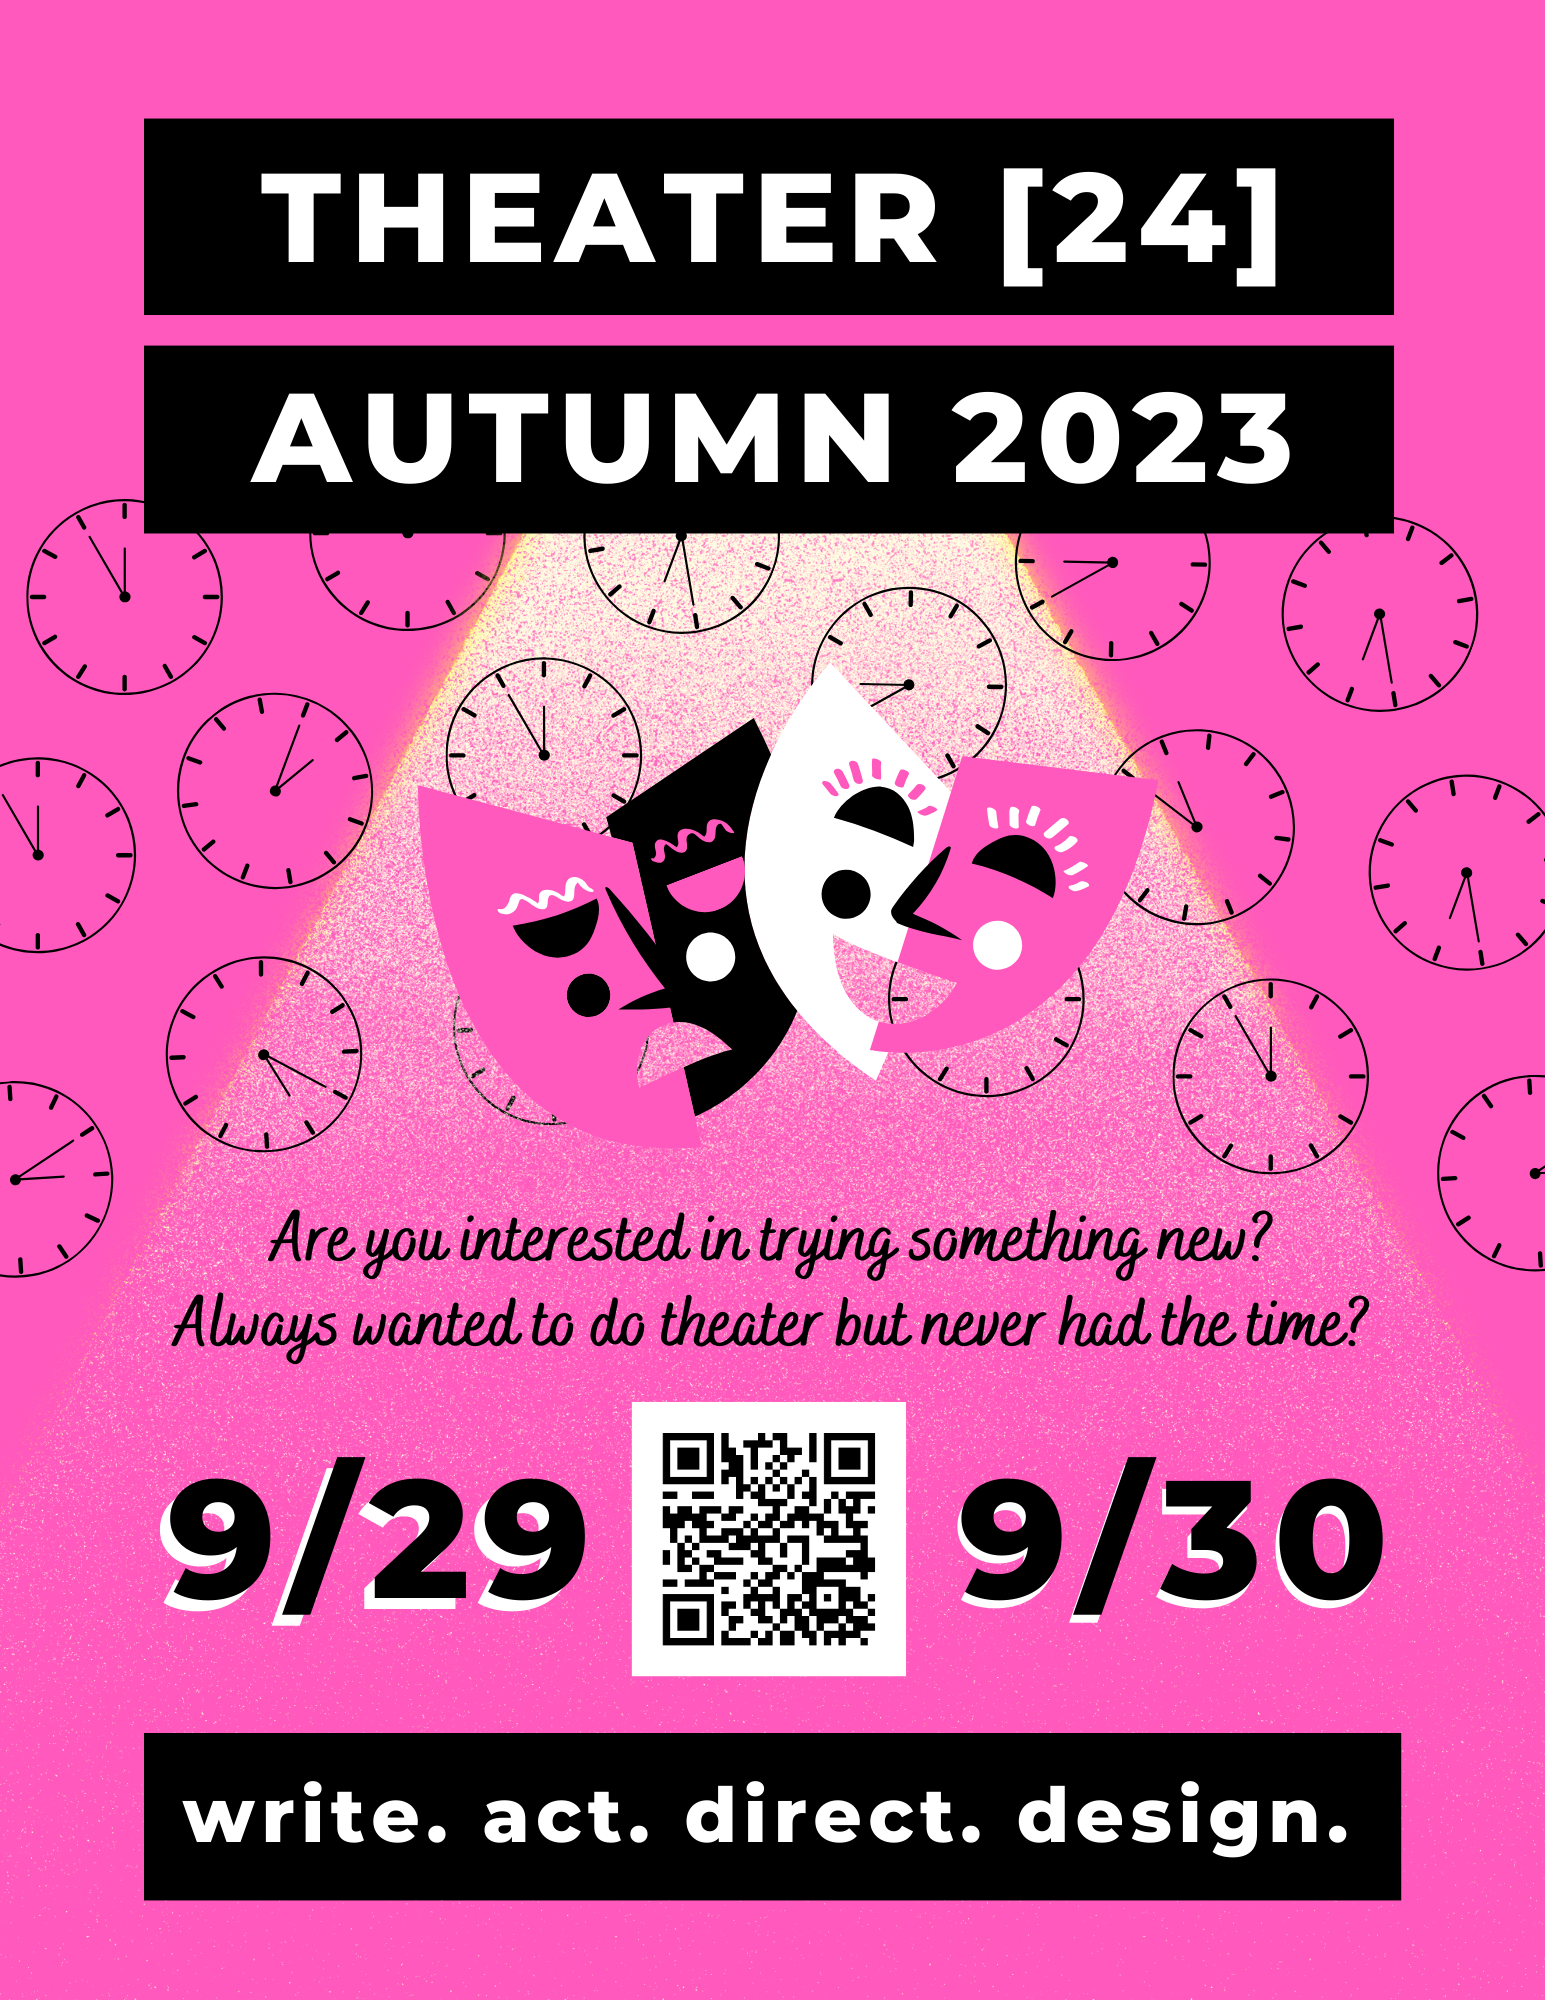 THEATER [24]
AUTUMN 2023
Are you interested in trying something new?
Always wanted to do theater but never had the time?
9/29 9/30
write. act. direct. design.